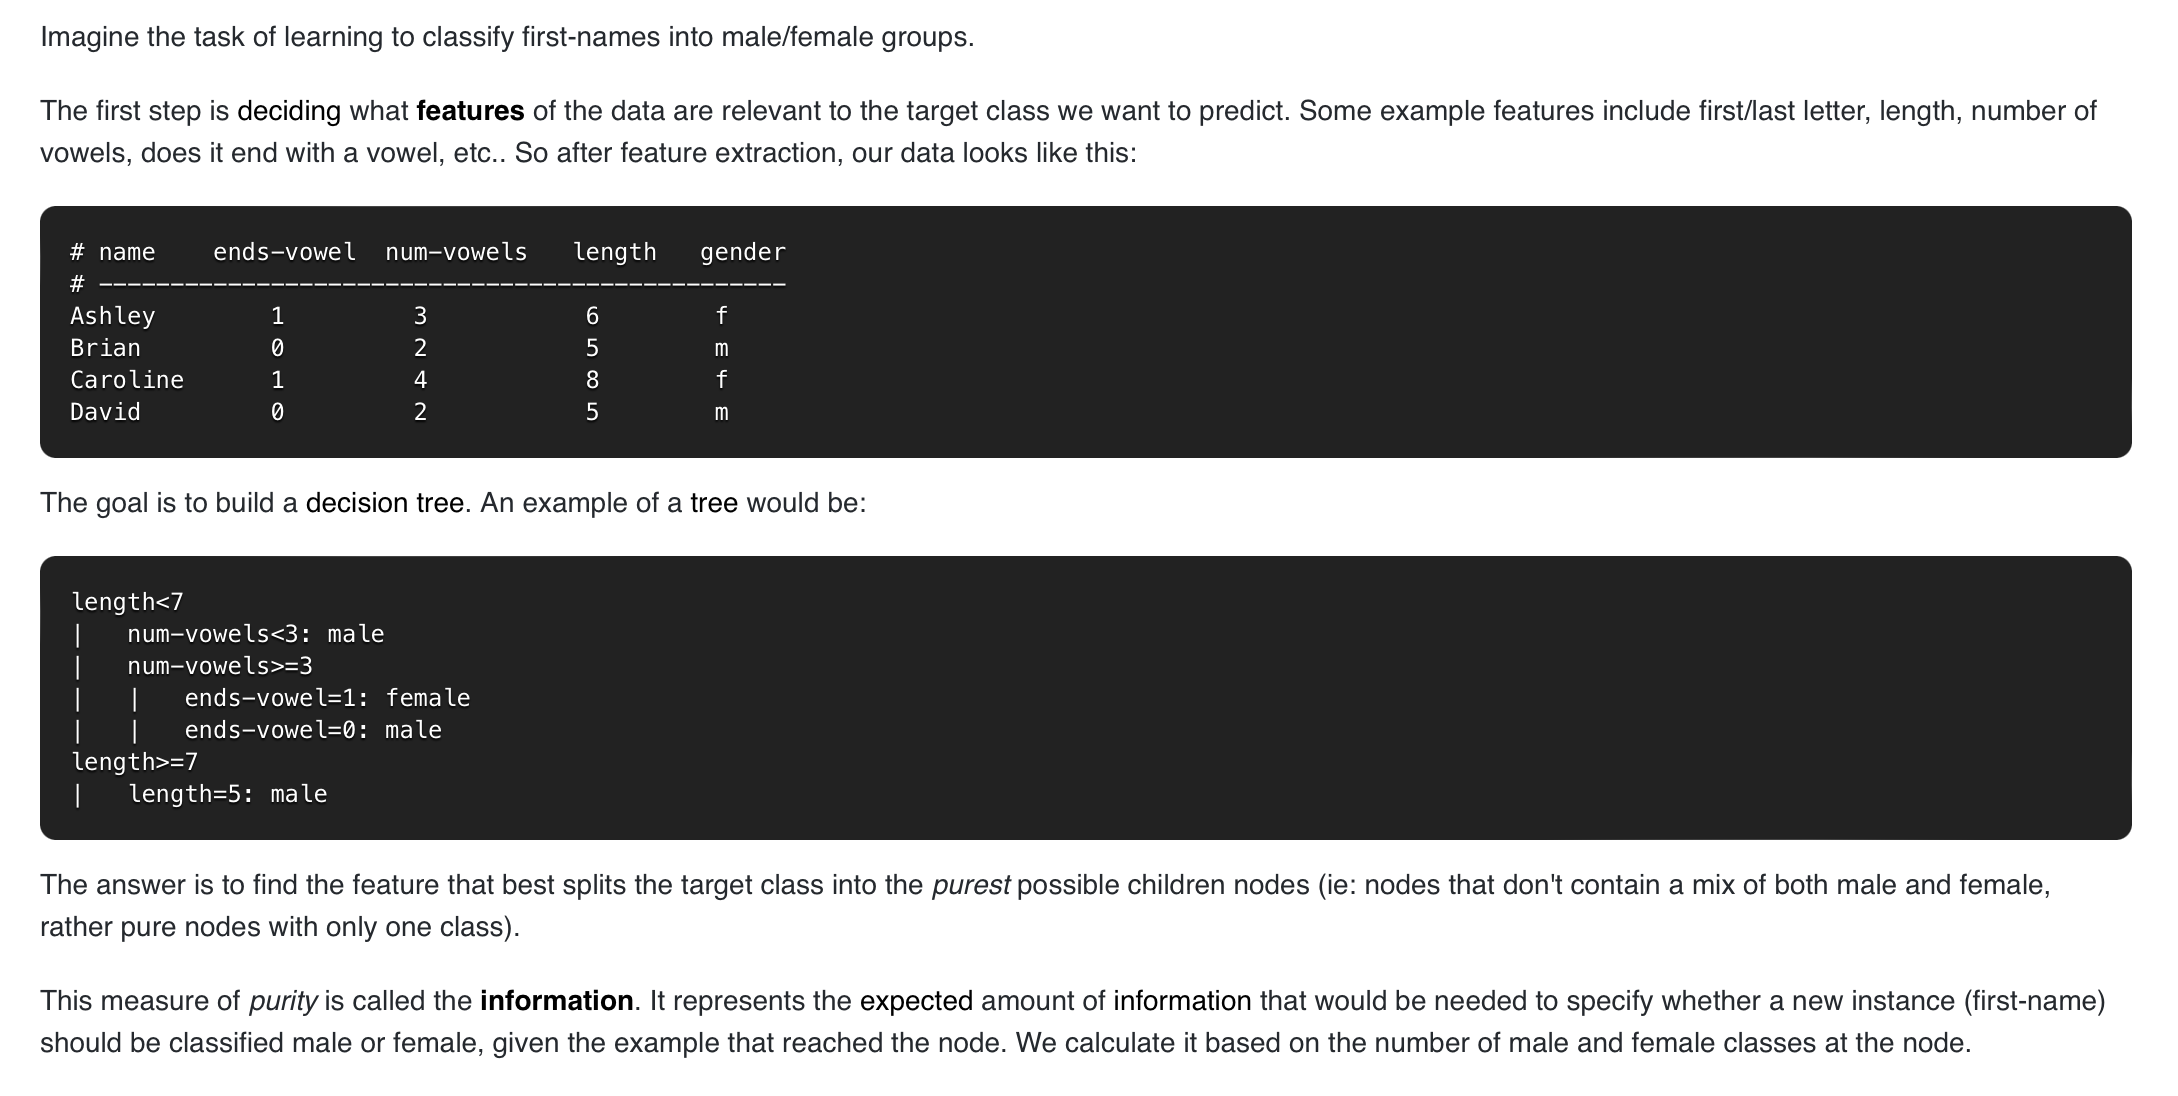 Imagine the task of learning to classify first-names into male/female groups.
The first step is deciding what features of the data are relevant to the target class we want to predict. Some example features include first/last letter, length, number of
vowels, does it end with a vowel, etc.. So after feature extraction, our data looks like this:
# name    ends-vowel  num-vowels   length   gender
# ------------------------------------------------
Ashley        1         3           6        f
Brian         0         2           5        m
Caroline      1         4           8        f
David         0         2           5        m
The goal is to build a decision tree. An example of a tree would be:
length<7
|   num-vowels<3: male
|   num-vowels>=3
|   |   ends-vowel=1: female
|   |   ends-vowel=0: male
length>=7
|   length=5: male
The answer is to find the feature that best splits the target class into the purest possible children nodes (ie: nodes that don't contain a mix of both male and female,
rather pure nodes with only one class).
This measure of purity is called the information. It represents the expected amount of information that would be needed to specify whether a new instance (first-name)
should be classified male or female, given the example that reached the node. We calculate it based on the number of male and female classes at the node.